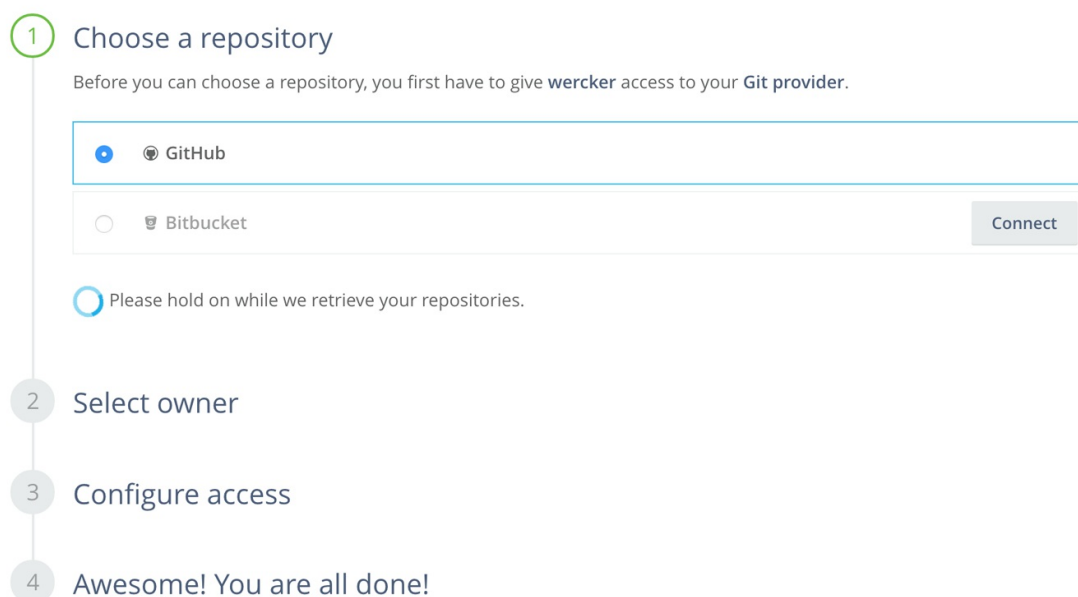 1 Choose a repository
Before you can choose a repository, you first have to give wercker access to your Git provider.
GitHub
Bitbucket Connect
Please hold on while we retrieve your repositories.
2 Select owner
3 Configure access
4 Awesome! You are all done!